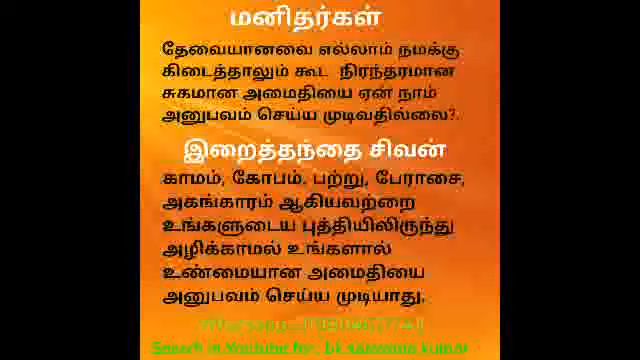 மனிதர்கள்
தேவையானவை எல்லாம் நமக்கு
கிடைத்தாலும் கூட நிரந்தரமான
சுகமான அமைதியை ஏன் நாம்
அனுபவம் செய்ய முடிவதில்லை?.
இறைத்தந்தை சிவன்
காமம், கோபம், பற்று, பேராசை,
அகங்காரம் ஆகியவற்றை
உங்களுடைய புத்தியிலிருந்து
அழிக்காமல் உங்களால்
உண்மையான அமைதியை
அனுபவம் செய்ய முடியாது.
in Youtube for, bk saravana kumar